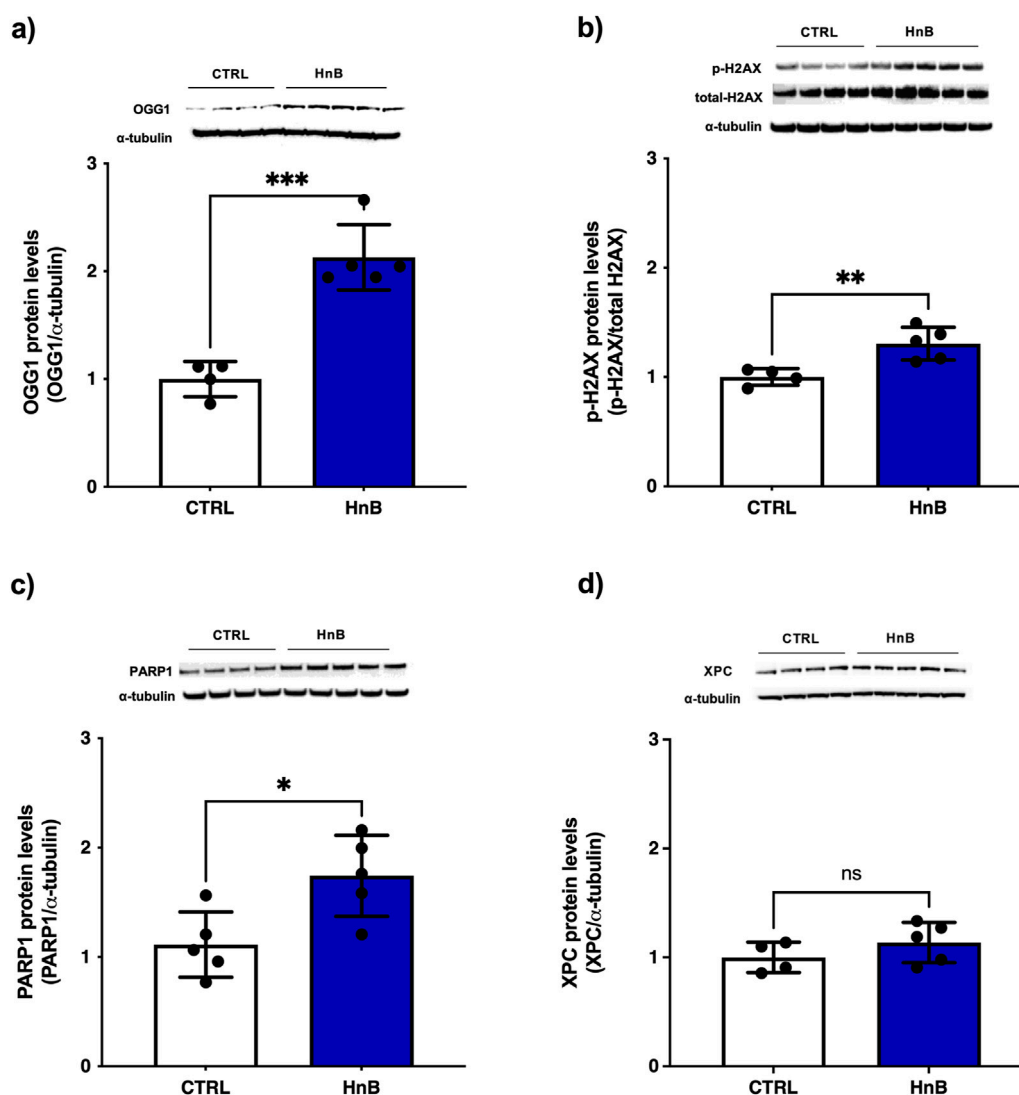 a)
CTRL HnB
OGG1
α-tubulin
3
2
1
0
OGG1 protein levels
(OGG1/α-tubulin)
***
CTRL HnB
b)
CTRL HnB
p-H2AX
total-H2AX
α-tubulin
3
2
1
0
p-H2AX protein levels
(p-H2AX/total H2AX)
**
CTRL HnB
c)
CTRL HnB
PARP1
α-tubulin
3
2
1
0
PARP1 protein levels
(PARP1/α-tubulin)
*
CTRL HnB
d)
CTRL HnB
XPC
α-tubulin
3
2
1
0
XPC protein levels
(XPC/α-tubulin)
ns
CTRL HnB